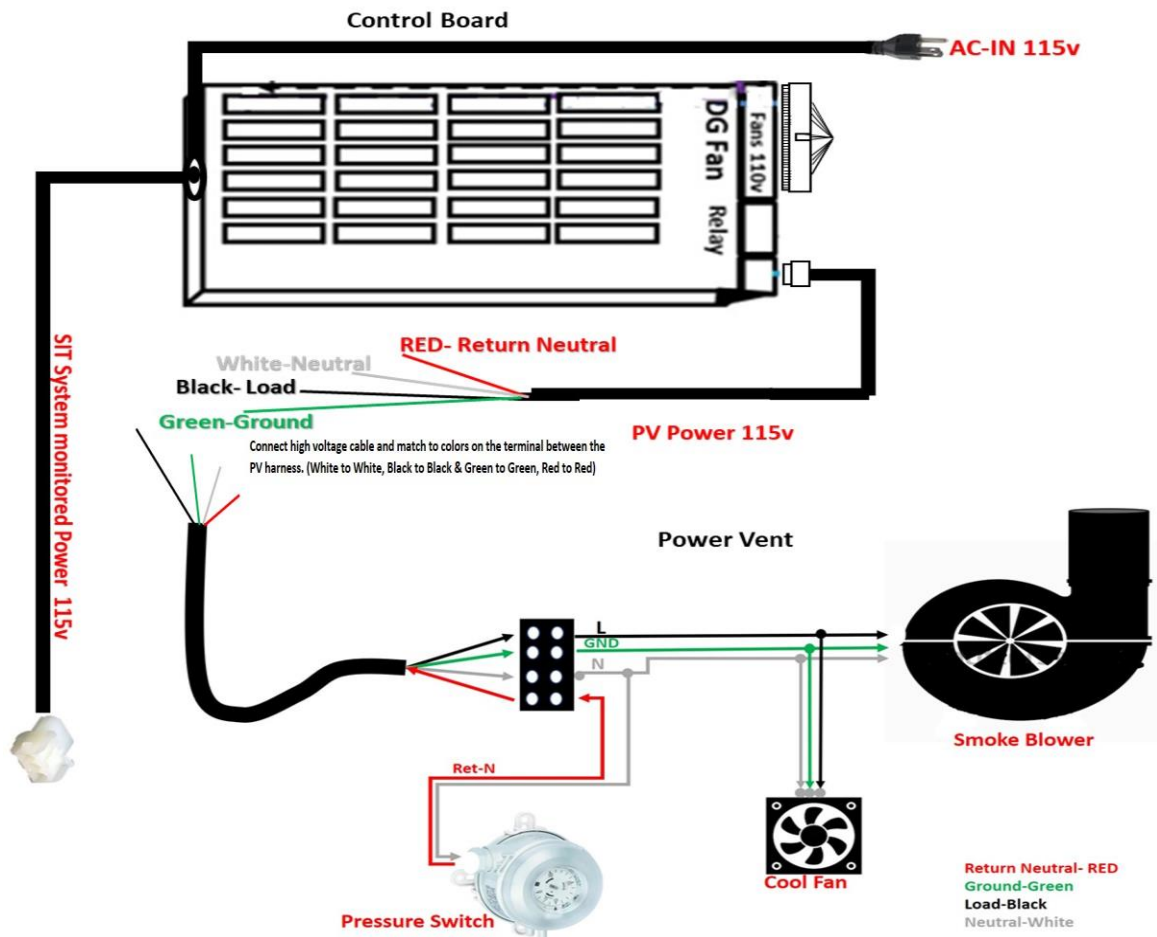 Control Board
AC-IN 115v
DG Fan
Fans 110v
Relay
RED- Return Neutral
White-Neutral
Black- Load
Green-Ground
PV Power 115v
Connect high voltage cable and match to colors on the terminal between the
PV harness. (White to White, Black to Black & Green to Green, Red to Red)
SIT System monitored Power 115v
Power Vent
L
GND
N
Smoke Blower
Ret-N
Cool Fan
Pressure Switch
Return Neutral- RED
Ground-Green
Load-Black
Neutral-White